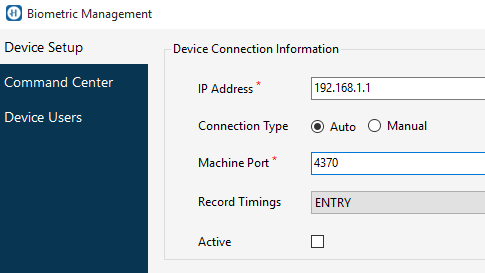 Biometric Management
Device Setup
Command Center
Device Users
Device Connection Information
IP Address *
192.168.1.1
Connection Type
Auto
Manual
Machine Port *
4370
Record Timings
ENTRY
Active